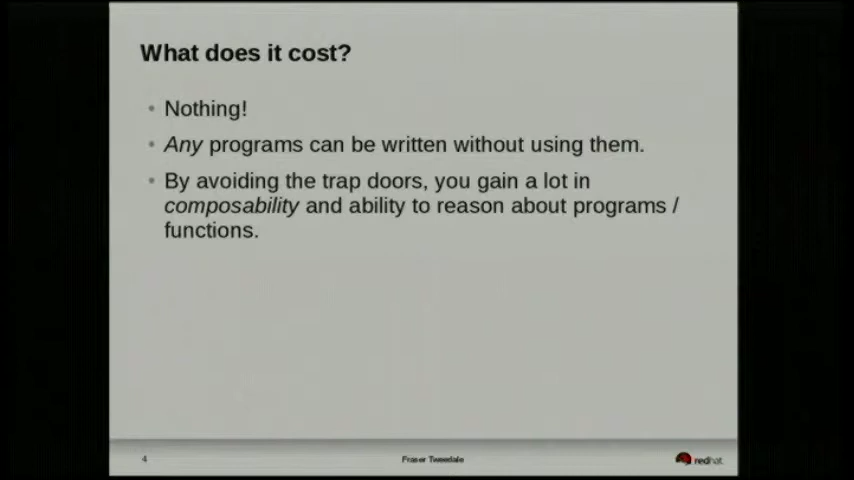 What does it cost?
Nothing!
Any programs can be written without using them.
By avoiding the trap doors, you gain a lot in
composability and ability to reason about programs /
functions.
4
Fraser Tweedale
redhat.